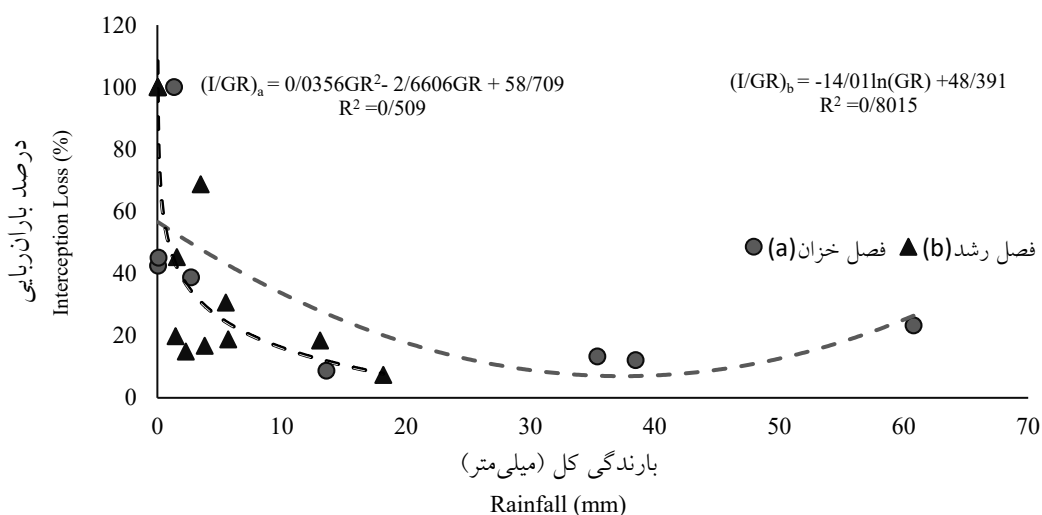 120
100
80
60
40
20
0
درصد باران‌ربایی
Interception Loss (%)
(I/GR)a = 0/0356GR²- 2/6606GR + 58/709
R² =0/509
(I/GR)b = -14/01ln(GR) +48/391
R² =0/8015
فصل خزان(a)
فصل رشد(b)
0 10 20 30 40 50 60 70
بارندگی کل (میلی‌متر)
Rainfall (mm)